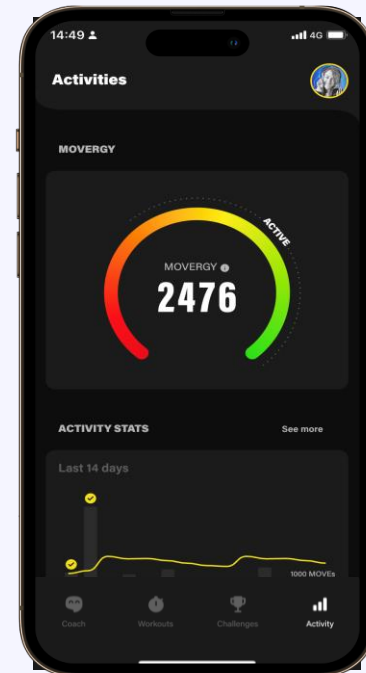 14:49
4G
Activities
MOVERGY
ACTIVE
MOVERGY
2476
ACTIVITY STATS
See more
Last 14 days
1000 MOVEs
Coach
Workouts
Challenges
Activity